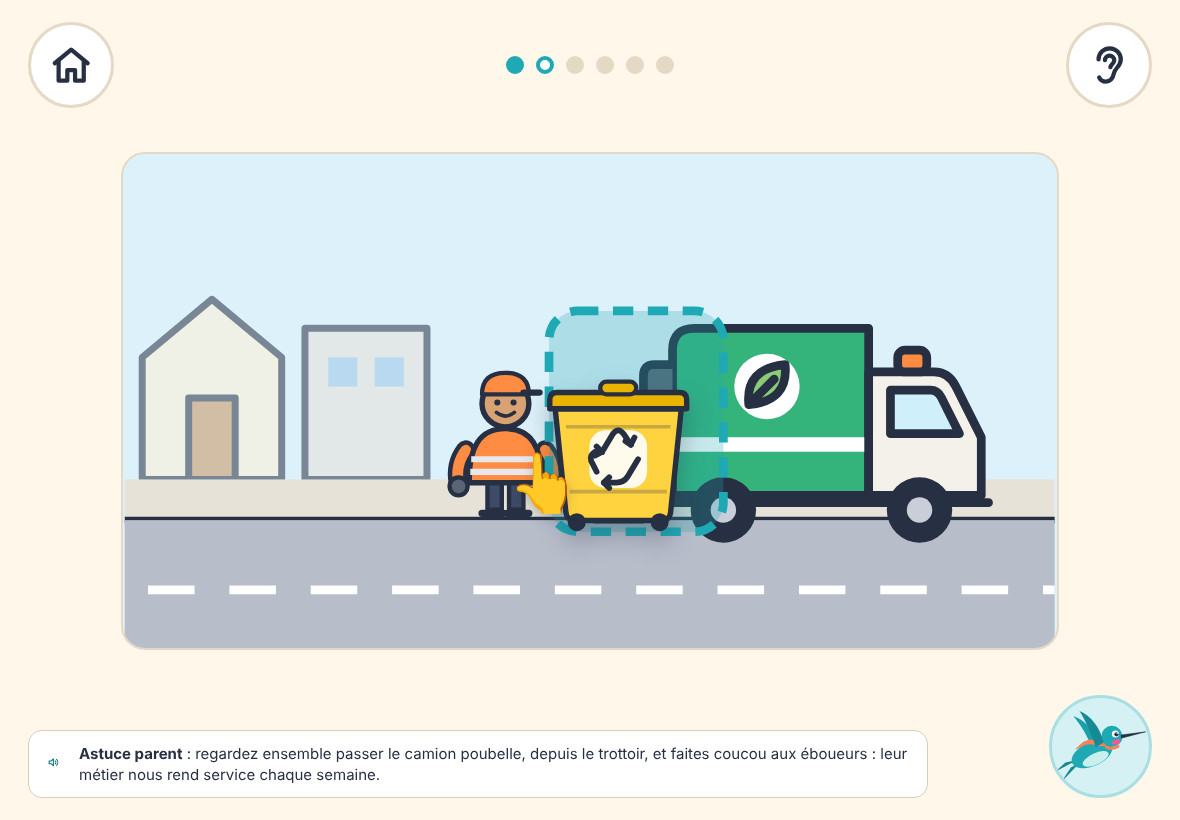 Astuce parent : regardez ensemble passer le camion poubelle, depuis le trottoir, et faites coucou aux éboueurs : leur
métier nous rend service chaque semaine.